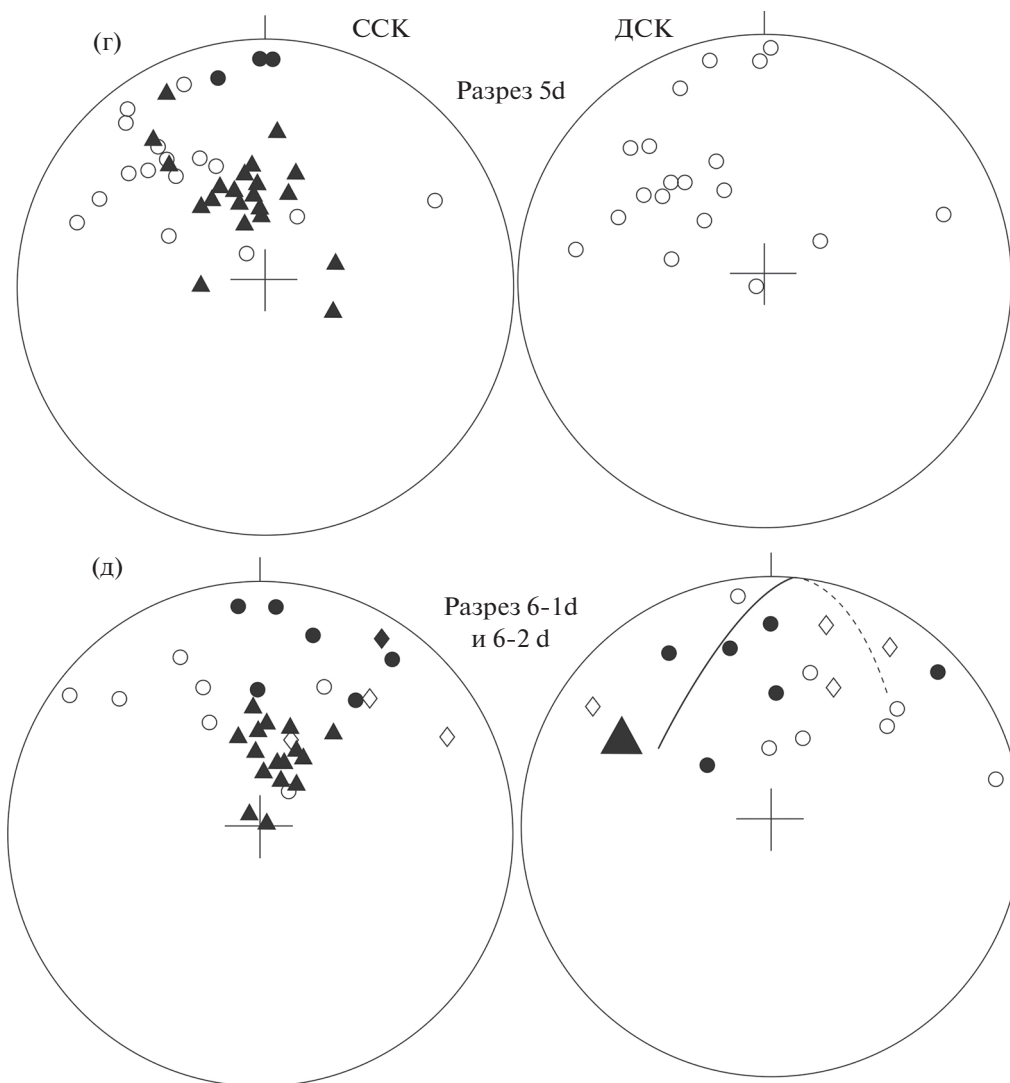 (г)
ССК
ДСК
Разрез 5d
(д)
Разрез 6-1d
и 6-2 d